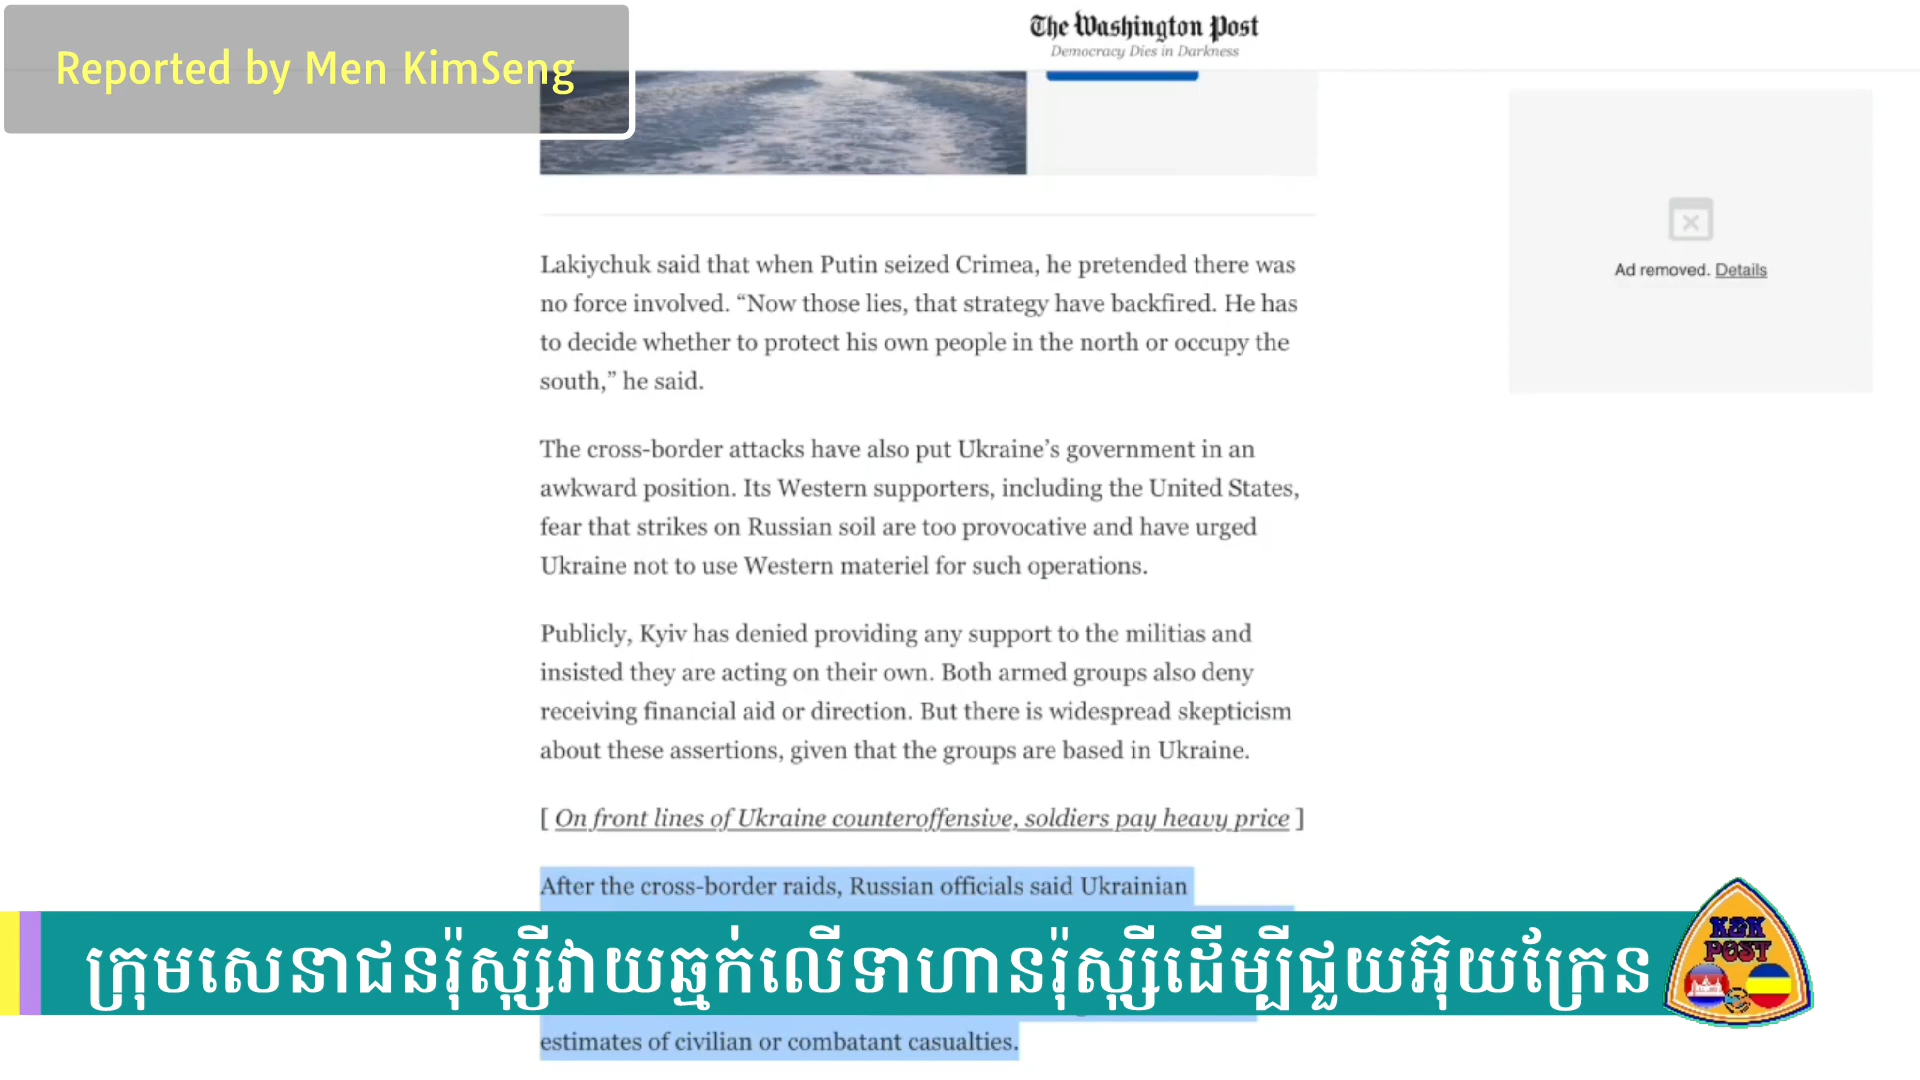 Reported by Men KimSeng
The Washington Post
Democracy Dies in Darkness
Ad removed. Details
Lakiychuk said that when Putin seized Crimea, he pretended there was
no force involved. “Now those lies, that strategy have backfired. He has
to decide whether to protect his own people in the north or occupy the
south,” he said.
The cross-border attacks have also put Ukraine’s government in an
awkward position. Its Western supporters, including the United States,
fear that strikes on Russian soil are too provocative and have urged
Ukraine not to use Western materiel for such operations.
Publicly, Kyiv has denied providing any support to the militias and
insisted they are acting on their own. Both armed groups also deny
receiving financial aid or direction. But there is widespread skepticism
about these assertions, given that the groups are based in Ukraine.
[ On front lines of Ukraine counteroffensive, soldiers pay heavy price ]
After the cross-border raids, Russian officials said Ukrainian
ក្រុមសេនាជនរ៉ុស្ស៊ីវាយឆ្មក់លើទាហានរ៉ុស្ស៊ីដើម្បីជួយអ៊ុយក្រែន
K&K
POST
estimates of civilian or combatant casualties.